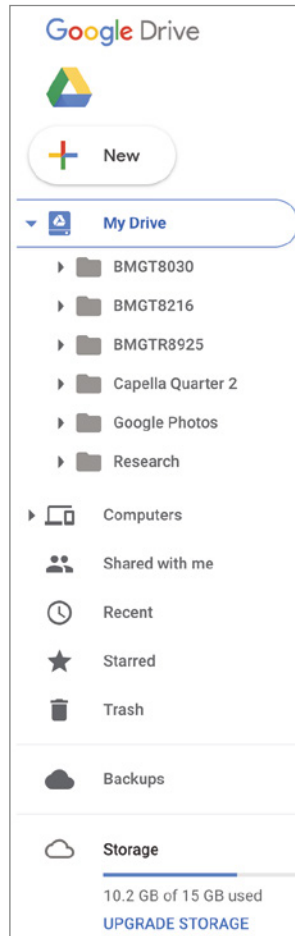 Google Drive
New
My Drive
BMGT8030
BMGT8216
BMGTR8925
Capella Quarter 2
Google Photos
Research
Computers
Shared with me
Recent
Starred
Trash
Backups
Storage
10.2 GB of 15 GB used
UPGRADE STORAGE